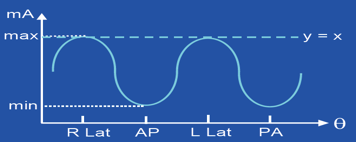 mA
max
y = x
min
Θ
R Lat AP L Lat PA